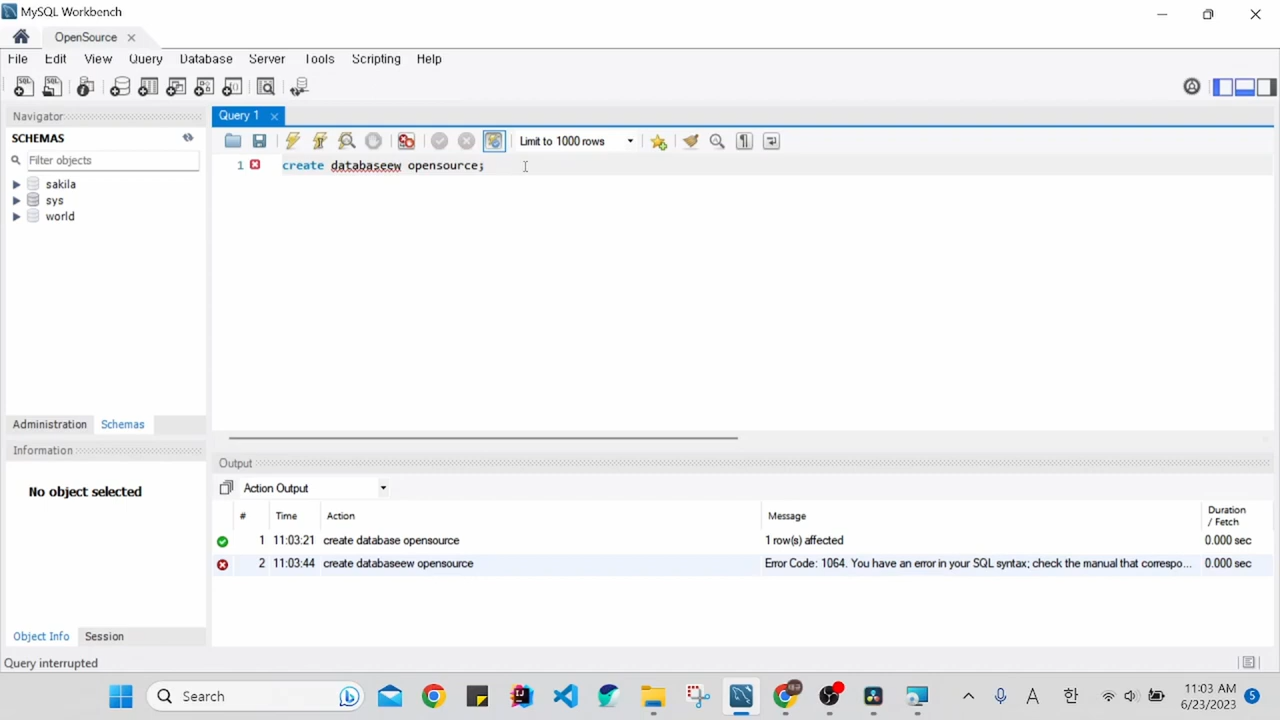 MySQL Workbench
OpenSource
File Edit View Query Database Server Tools Scripting Help
Navigator
SCHEMAS
Filter objects
sakila
sys
world
Administration Schemas
Information
No object selected
Object Info Session
Query interrupted
Query 1
Limit to 1000 rows
1 create databaseew opensource;
Output
Action Output
# Time Action Message Duration / Fetch
1 11:03:21 create database opensource 1 row(s) affected 0.000 sec
2 11:03:44 create databaseew opensource Error Code: 1064. You have an error in your SQL syntax; check the manual that correspo... 0.000 sec
Search
A 한
11:03 AM
6/23/2023
5